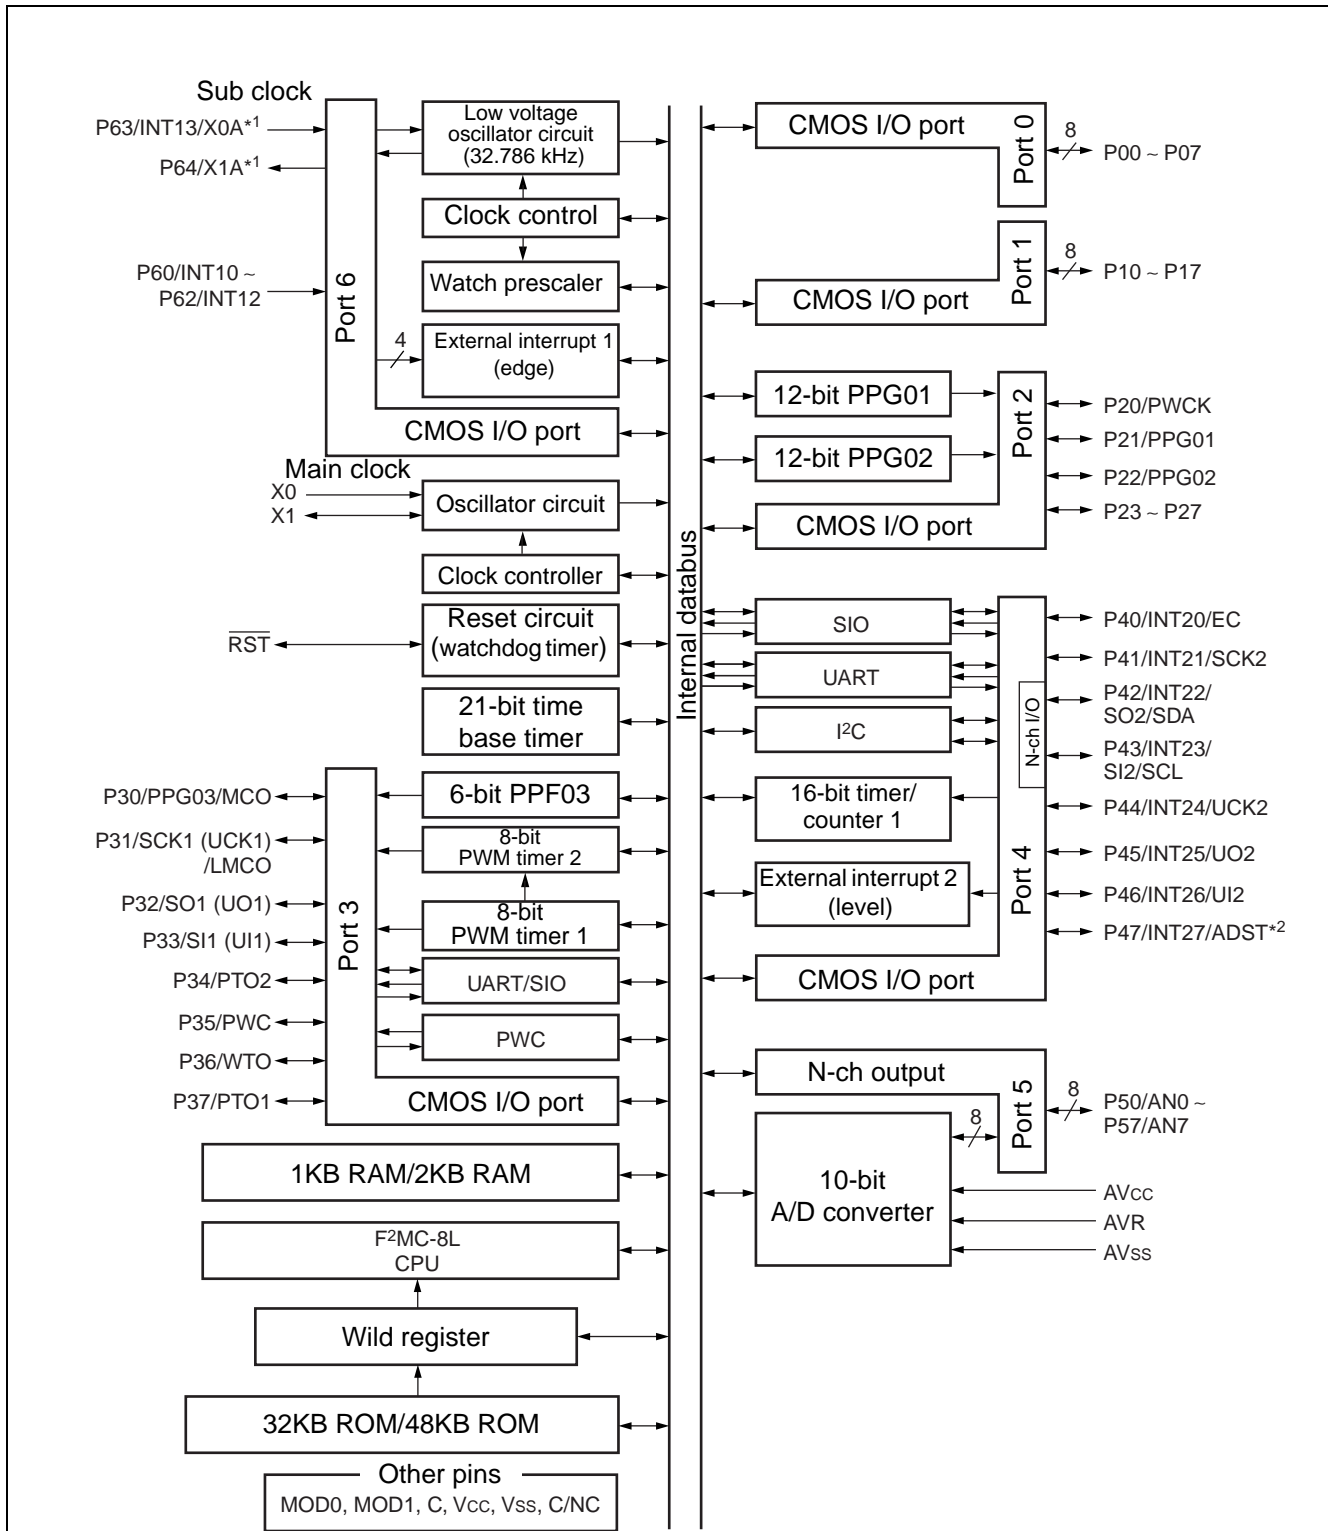 Sub clock
P63/INT13/X0A*1
P64/X1A*1
P60/INT10 ~
P62/INT12
Port 6
Low voltage
oscillator circuit
(32.786 kHz)
Clock control
Watch prescaler
4
External interrupt 1
(edge)
CMOS I/O port
Main clock
X0
X1
Oscillator circuit
Clock controller
RST
Reset circuit
(watchdog timer)
21-bit time
base timer
P30/PPG03/MCO
P31/SCK1 (UCK1)
/LMCO
P32/SO1 (UO1)
P33/SI1 (UI1)
P34/PTO2
P35/PWC
P36/WTO
P37/PTO1
Port 3
6-bit PPF03
8-bit
PWM timer 2
8-bit
PWM timer 1
UART/SIO
PWC
CMOS I/O port
1KB RAM/2KB RAM
F2MC-8L
CPU
Wild register
32KB ROM/48KB ROM
Other pins
MOD0, MOD1, C, VCC, VSS, C/NC
Internal databus
CMOS I/O port
Port 0
8
P00 ~ P07
Port 1
8
P10 ~ P17
CMOS I/O port
12-bit PPG01
12-bit PPG02
CMOS I/O port
Port 2
P20/PWCK
P21/PPG01
P22/PPG02
P23 ~ P27
SIO
UART
I2C
16-bit timer/
counter 1
External interrupt 2
(level)
CMOS I/O port
N-ch I/O
Port 4
P40/INT20/EC
P41/INT21/SCK2
P42/INT22/
SO2/SDA
P43/INT23/
SI2/SCL
P44/INT24/UCK2
P45/INT25/UO2
P46/INT26/UI2
P47/INT27/ADST*2
N-ch output
Port 5
8
8
P50/AN0 ~
P57/AN7
10-bit
A/D converter
AVCC
AVR
AVSS